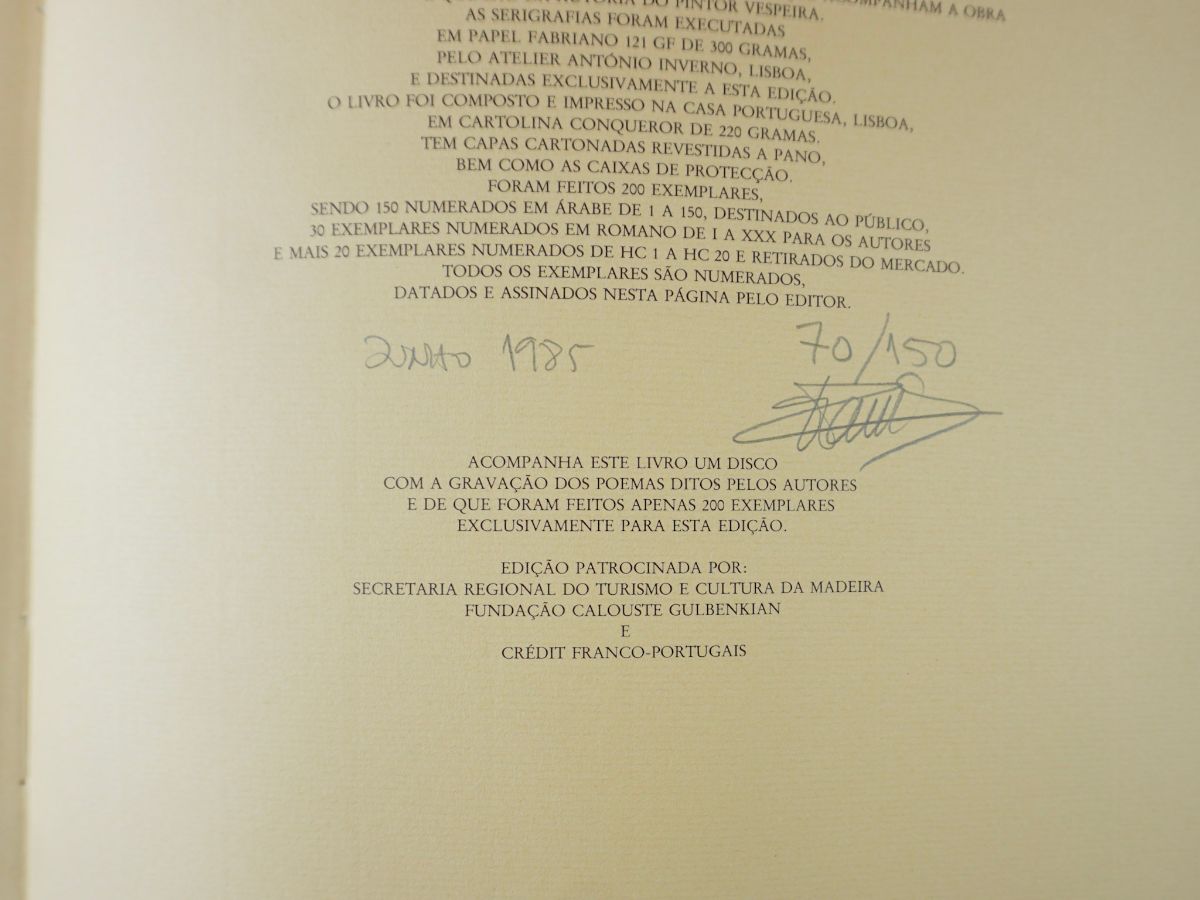 ACOMPANHAM A OBRA
DO PINTOR VESPEIRA.
AS SERIGRAFIAS FORAM EXECUTADAS
EM PAPEL FABRIANO 121 GF DE 300 GRAMAS,
PELO ATELIER ANTÓNIO INVERNO, LISBOA,
E DESTINADAS EXCLUSIVAMENTE A ESTA EDIÇÃO.
O LIVRO FOI COMPOSTO E IMPRESSO NA CASA PORTUGUESA, LISBOA,
EM CARTOLINA CONQUEROR DE 220 GRAMAS.
TEM CAPAS CARTONADAS REVESTIDAS A PANO,
BEM COMO AS CAIXAS DE PROTECÇÃO.
FORAM FEITOS 200 EXEMPLARES,
SENDO 150 NUMERADOS EM ÁRABE DE 1 A 150, DESTINADOS AO PÚBLICO,
30 EXEMPLARES NUMERADOS EM ROMANO DE I A XXX PARA OS AUTORES
E MAIS 20 EXEMPLARES NUMERADOS DE HC 1 A HC 20 E RETIRADOS DO MERCADO.
TODOS OS EXEMPLARES SÃO NUMERADOS,
DATADOS E ASSINADOS NESTA PÁGINA PELO EDITOR.
JUNHO 1985 70/150
ACOMPANHA ESTE LIVRO UM DISCO
COM A GRAVAÇÃO DOS POEMAS DITOS PELOS AUTORES
E DE QUE FORAM FEITOS APENAS 200 EXEMPLARES
EXCLUSIVAMENTE PARA ESTA EDIÇÃO.
EDIÇÃO PATROCINADA POR:
SECRETARIA REGIONAL DO TURISMO E CULTURA DA MADEIRA
FUNDAÇÃO CALOUSTE GULBENKIAN
E
CRÉDIT FRANCO-PORTUGAIS